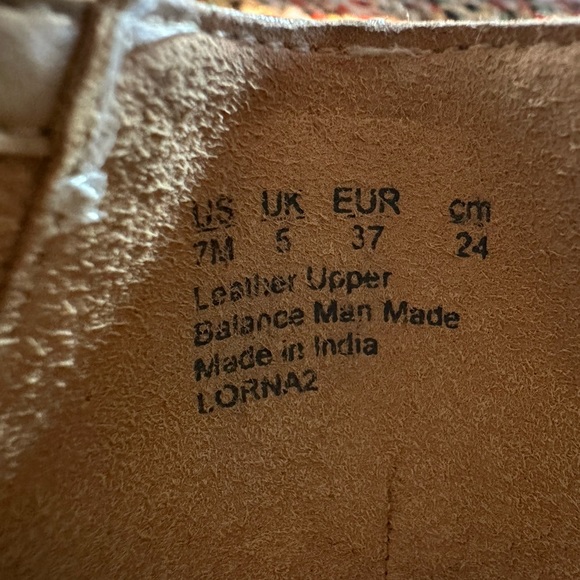 US UK EUR cm
7M 5 37 24
Leather Upper
Balance Man Made
Made in India
LORNA2